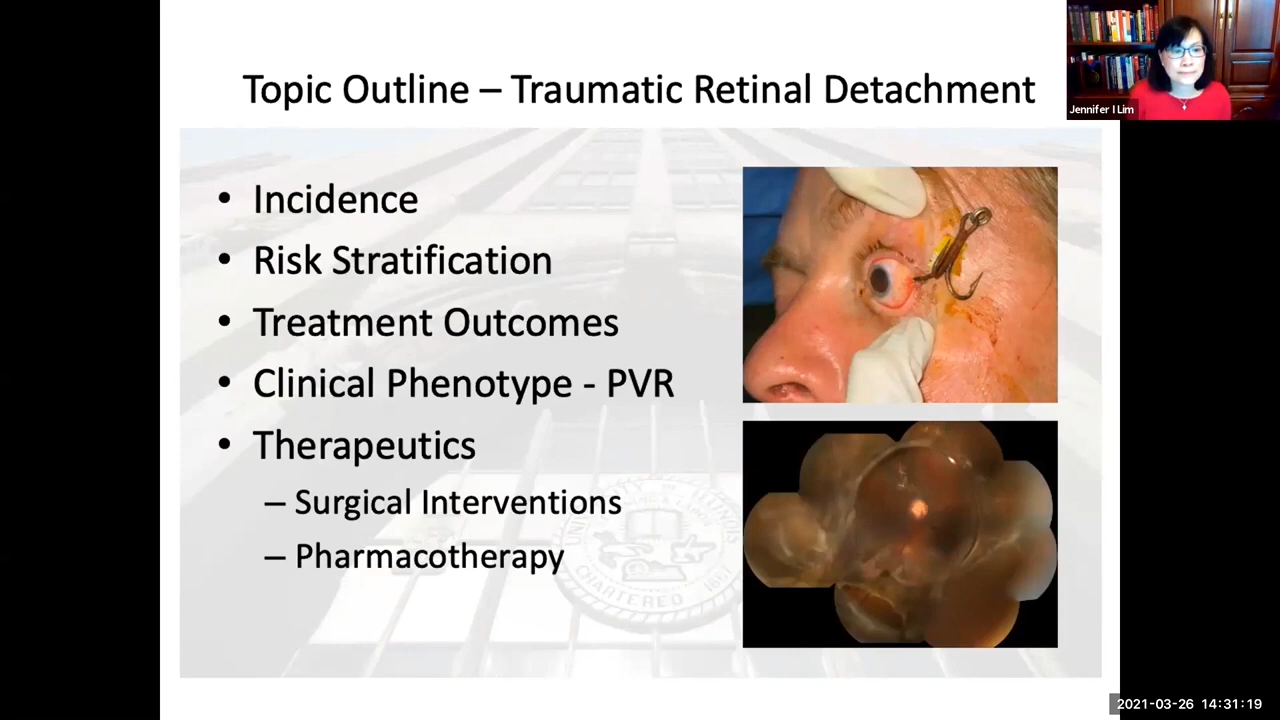 Topic Outline – Traumatic Retinal Detachment
Jennifer I Lim
• Incidence
• Risk Stratification
• Treatment Outcomes
• Clinical Phenotype - PVR
• Therapeutics
– Surgical Interventions
– Pharmacotherapy
CHARTERED
2021-03-26 14:31:19